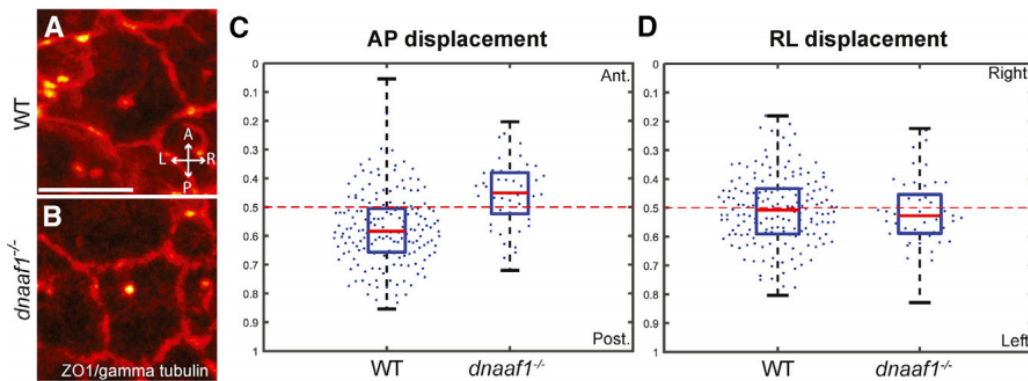 A
WT
A
L R
P
B
dnaaf1-/-
ZO1/gamma tubulin
C
AP displacement
0
0.1
0.2
0.3
0.4
0.5
0.6
0.7
0.8
0.9
1
Ant.
Post.
WT
dnaaf1-/-
D
RL displacement
0
0.1
0.2
0.3
0.4
0.5
0.6
0.7
0.8
0.9
1
Right
Left
WT
dnaaf1-/-